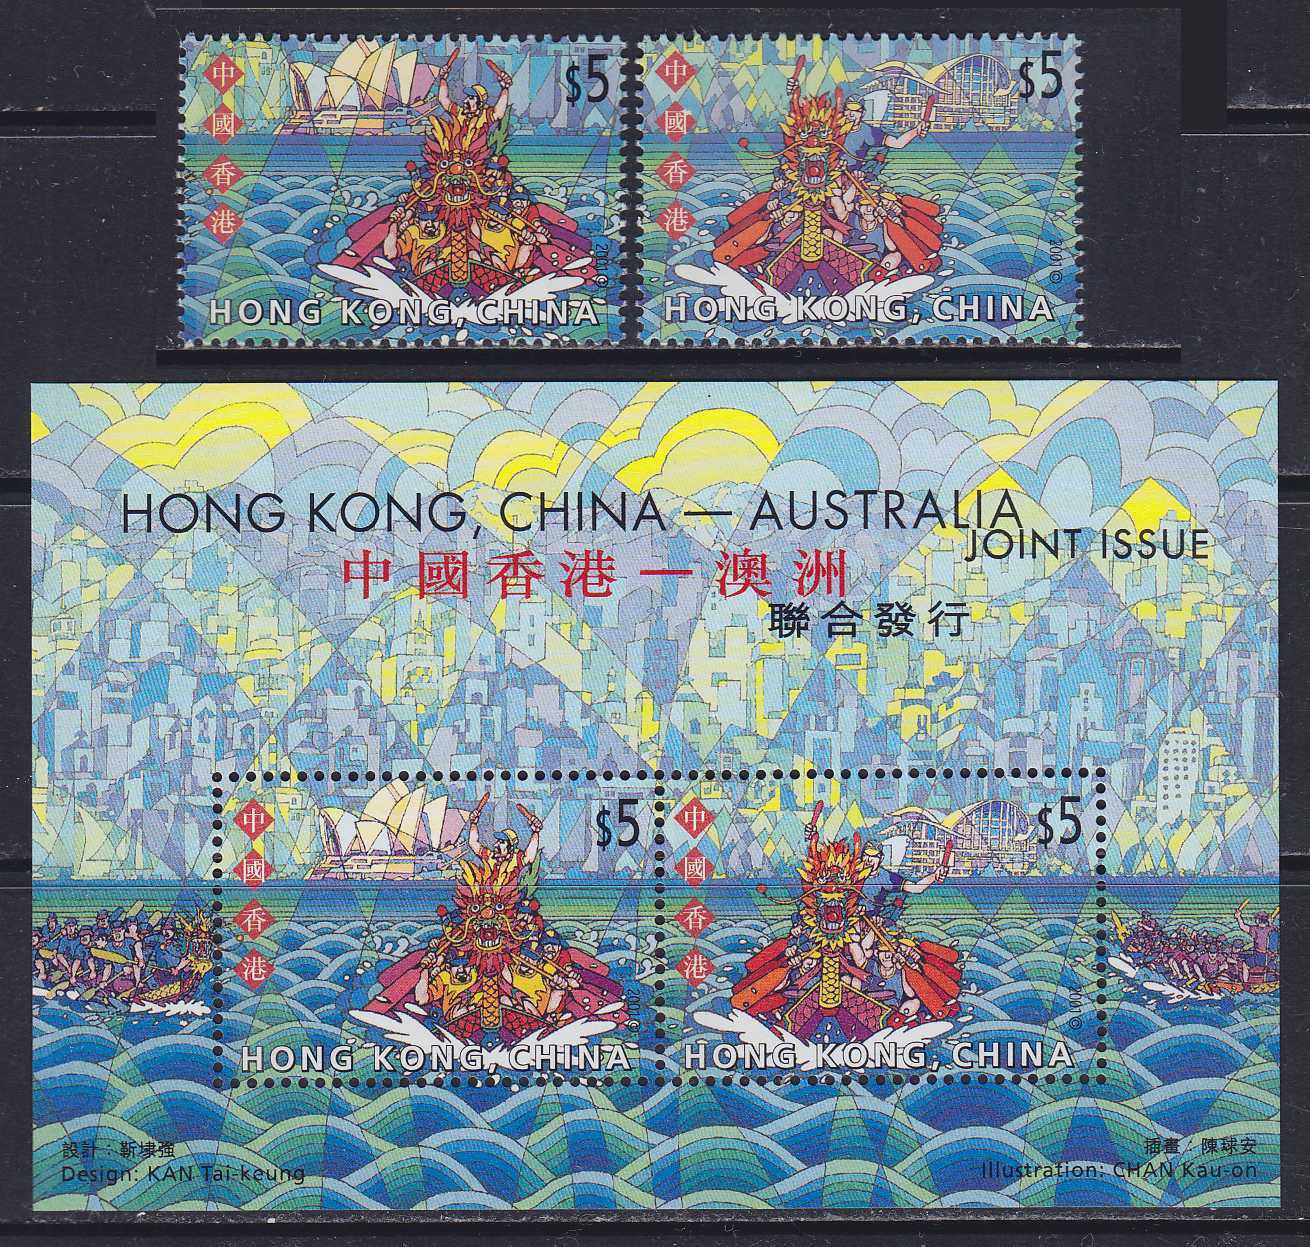 中國香港
$5
2001 ©
HONG KONG, CHINA
中國香港
$5
2001 ©
HONG KONG, CHINA
HONG KONG, CHINA — AUSTRALIA
JOINT ISSUE
中國香港－澳洲
聯合發行
中國香港
$5
2001 ©
HONG KONG, CHINA
中國香港
$5
2001 ©
HONG KONG, CHINA
設計：靳埭強
Design: KAN Tai-keung
插畫：陳球安
Illustration: CHAN Kau-on